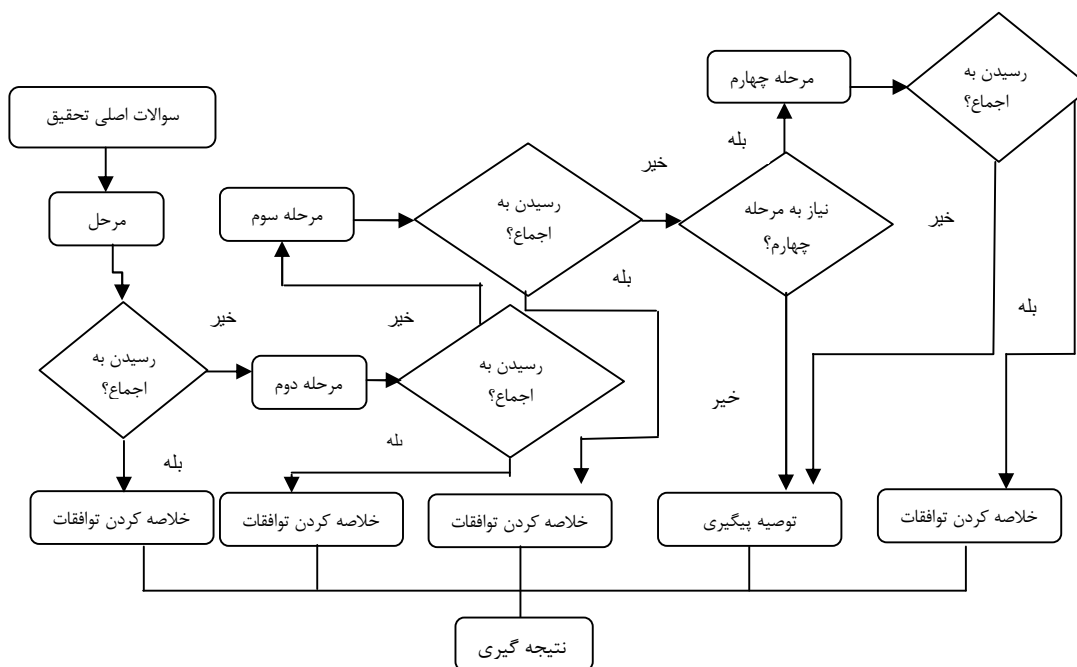 سوالات اصلی تحقیق
مرحل
رسیدن به
اجماع؟
خیر
بله
مرحله دوم
رسیدن به
اجماع؟
خیر
بله
مرحله سوم
رسیدن به
اجماع؟
خیر
بله
نیاز به مرحله
چهارم؟
بله
خیر
مرحله چهارم
رسیدن به
اجماع؟
خیر
بله
خلاصه کردن توافقات
خلاصه کردن توافقات
خلاصه کردن توافقات
توصیه پیگیری
خلاصه کردن توافقات
نتیجه گیری